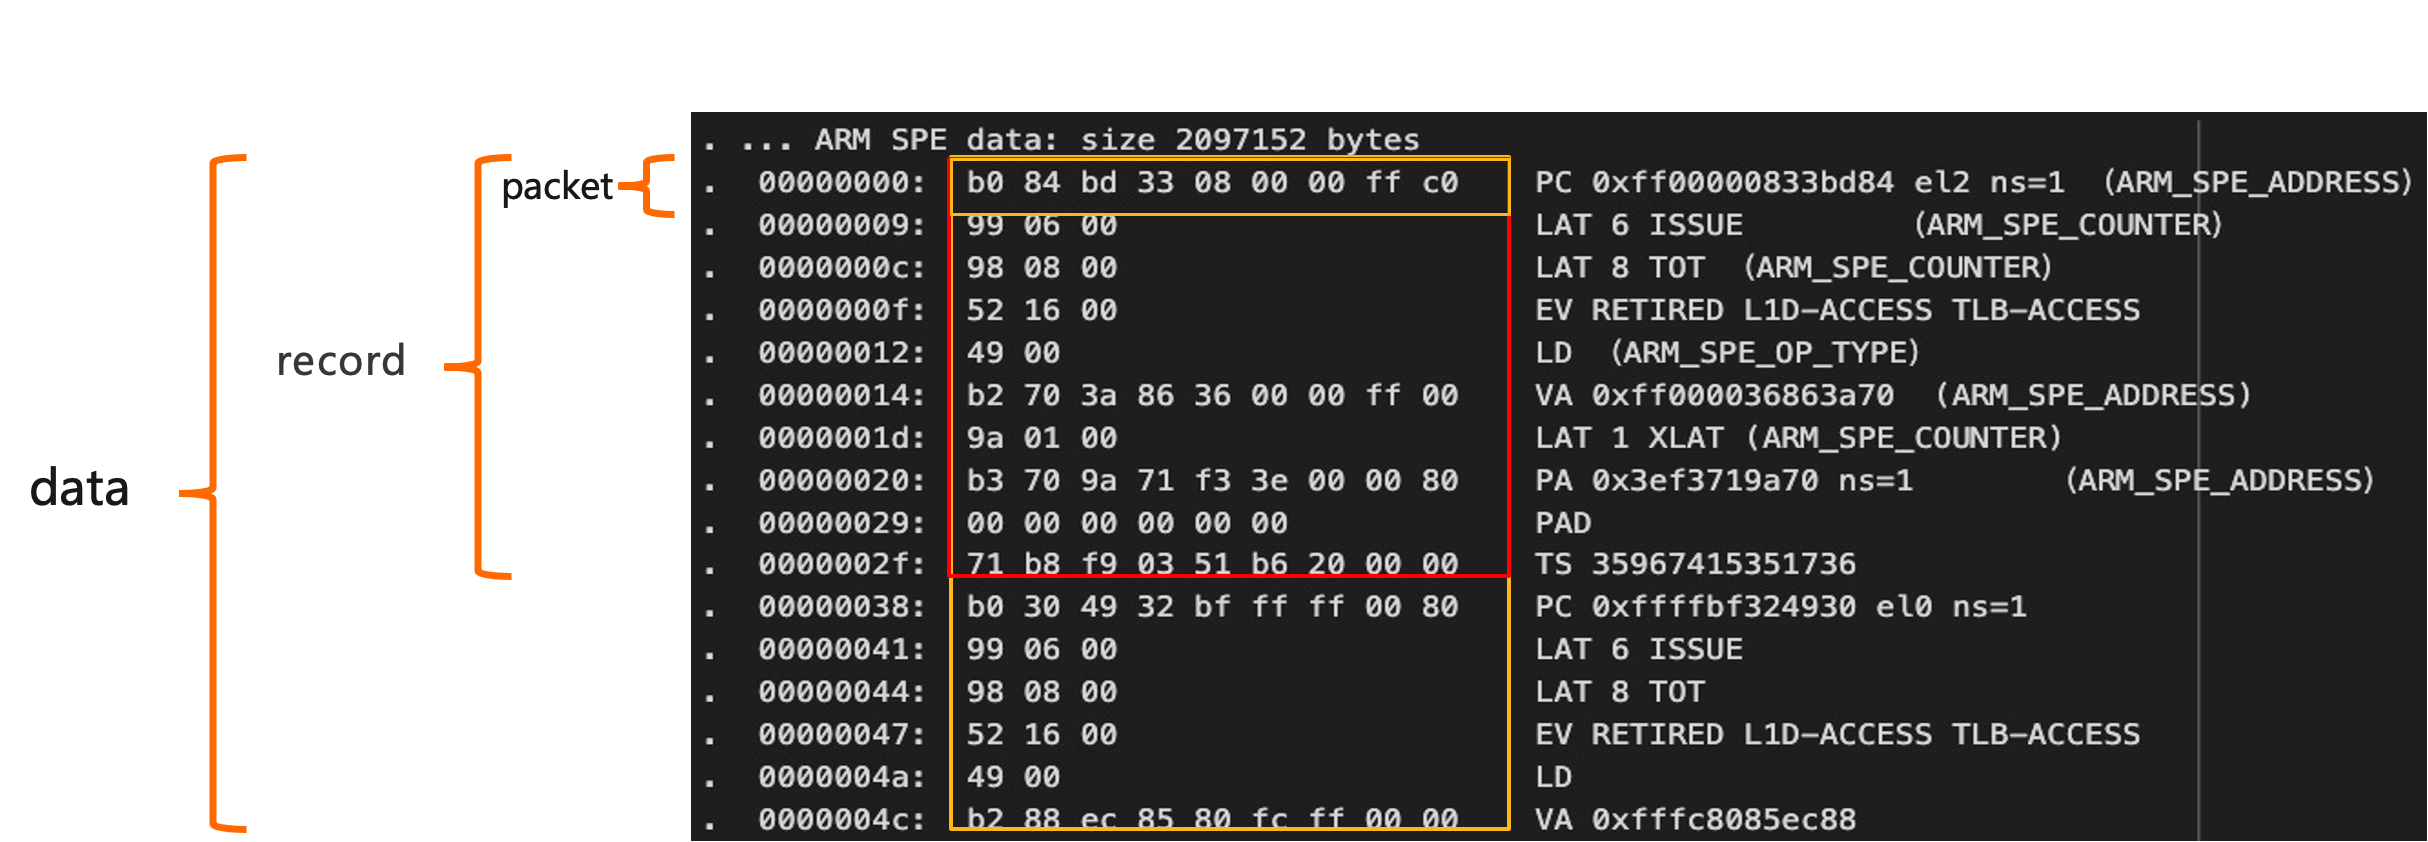 . ... ARM SPE data: size 2097152 bytes
packet
. 00000000: b0 84 bd 33 08 00 00 ff c0 PC 0xff00000833bd84 el2 ns=1 (ARM_SPE_ADDRESS)
. 00000009: 99 06 00 LAT 6 ISSUE (ARM_SPE_COUNTER)
. 0000000c: 98 08 00 LAT 8 TOT (ARM_SPE_COUNTER)
. 0000000f: 52 16 00 EV RETIRED L1D-ACCESS TLB-ACCESS
record
. 00000012: 49 00 LD (ARM_SPE_OP_TYPE)
. 00000014: b2 70 3a 86 36 00 00 ff 00 VA 0xff000036863a70 (ARM_SPE_ADDRESS)
. 0000001d: 9a 01 00 LAT 1 XLAT (ARM_SPE_COUNTER)
data
. 00000020: b3 70 9a 71 f3 3e 00 00 80 PA 0x3ef3719a70 ns=1 (ARM_SPE_ADDRESS)
. 00000029: 00 00 00 00 00 00 PAD
. 0000002f: 71 b8 f9 03 51 b6 20 00 00 TS 35967415351736
. 00000038: b0 30 49 32 bf ff ff 00 80 PC 0xffffbf324930 el0 ns=1
. 00000041: 99 06 00 LAT 6 ISSUE
. 00000044: 98 08 00 LAT 8 TOT
. 00000047: 52 16 00 EV RETIRED L1D-ACCESS TLB-ACCESS
. 0000004a: 49 00 LD
. 0000004c: b2 88 ec 85 80 fc ff 00 00 VA 0xfffc8085ec88